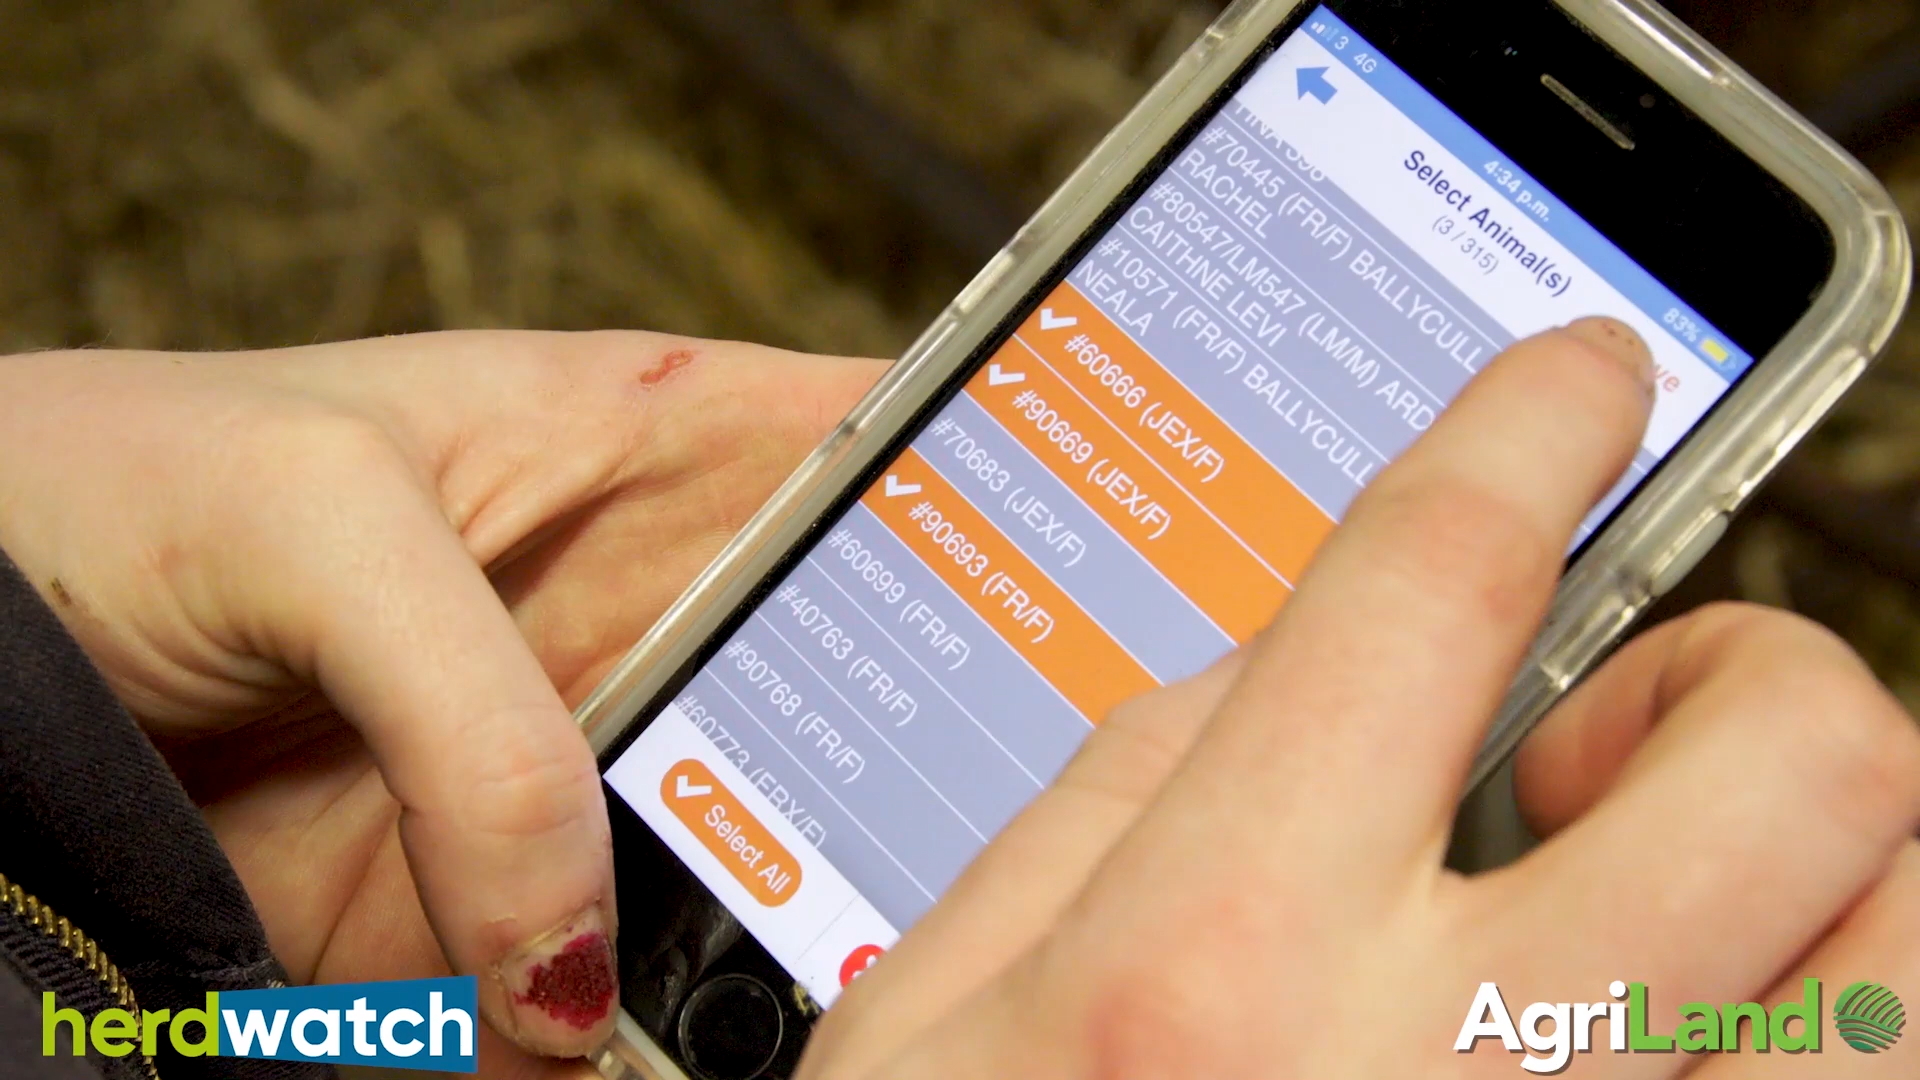 3 4G
4:34 p.m.
83%
Select Animal(s)
(3 / 315)
#70445 (FR/F) BALLYCULL
RACHEL
#80547/LM547 (LM/M) ARD
CAITHNE LEVI
#10571 (FR/F) BALLYCULL
NEALA
#60666 (JEX/F)
#90669 (JEX/F)
#70683 (JEX/F)
#90693 (FR/F)
#60699 (FR/F)
#40763 (FR/F)
#90768 (FR/F)
#60773 (FRX/F)
Select All
herdwatch
AgriLand